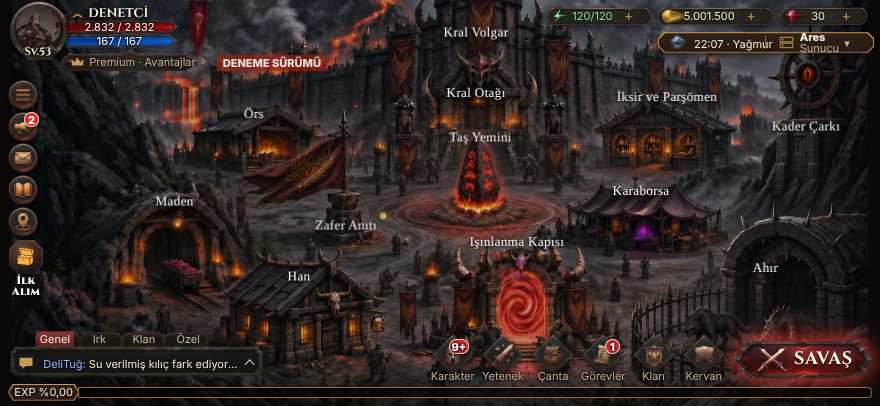 DENETCİ
2.832 / 2.832
167 / 167
Sv.53
Premium · Avantajlar
DENEME SÜRÜMÜ
120/120 +
5.001.500 +
30 +
22:07 · Yağmur
Ares
Sunucu
Kral Volgar
Kral Otağı
İksir ve Parşömen
Örs
Kader Çarkı
Taş Yemini
2
Karaborsa
Maden
Zafer Anıtı
Işınlanma Kapısı
Han
Ahır
İLK
ALIM
Genel
Irk
Klan
Özel
DeliTuğ: Su verilmiş kılıç fark ediyor...
9+
1
Karakter
Yetenek
Çanta
Görevler
Klan
Kervan
SAVAŞ
EXP %0,00